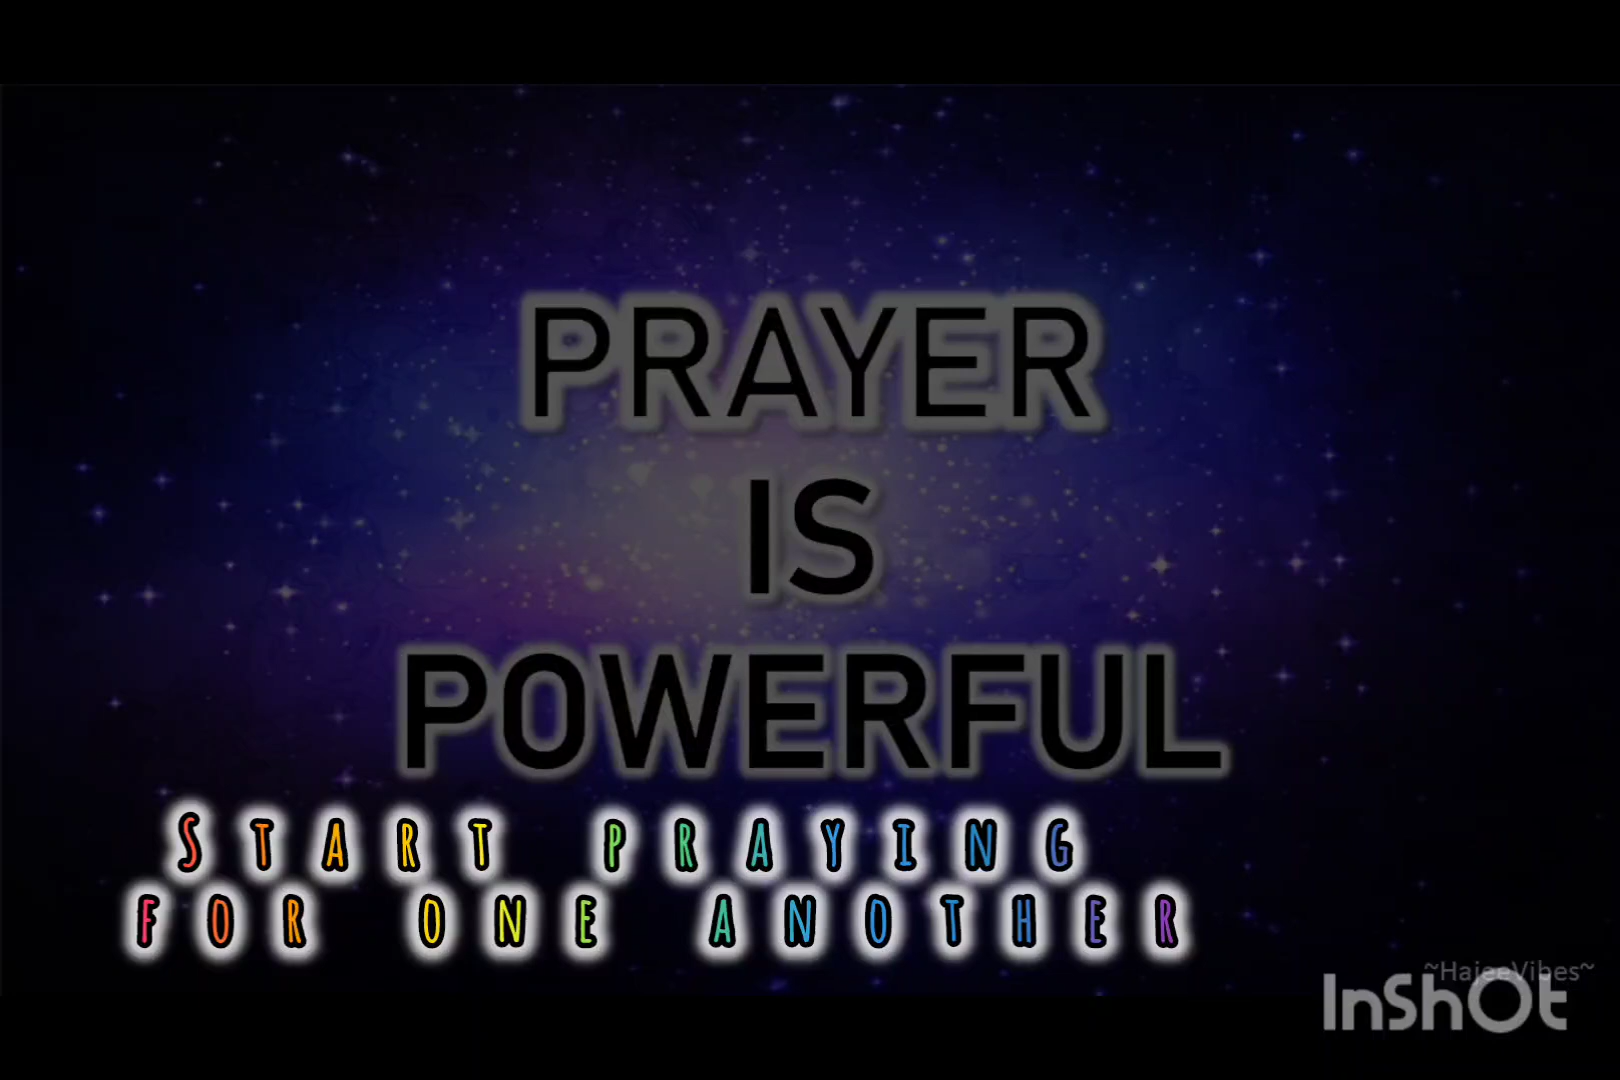 PRAYER
IS
POWERFUL
START PRAYING
FOR ONE ANOTHER
~HajeeVibes~
InShOt